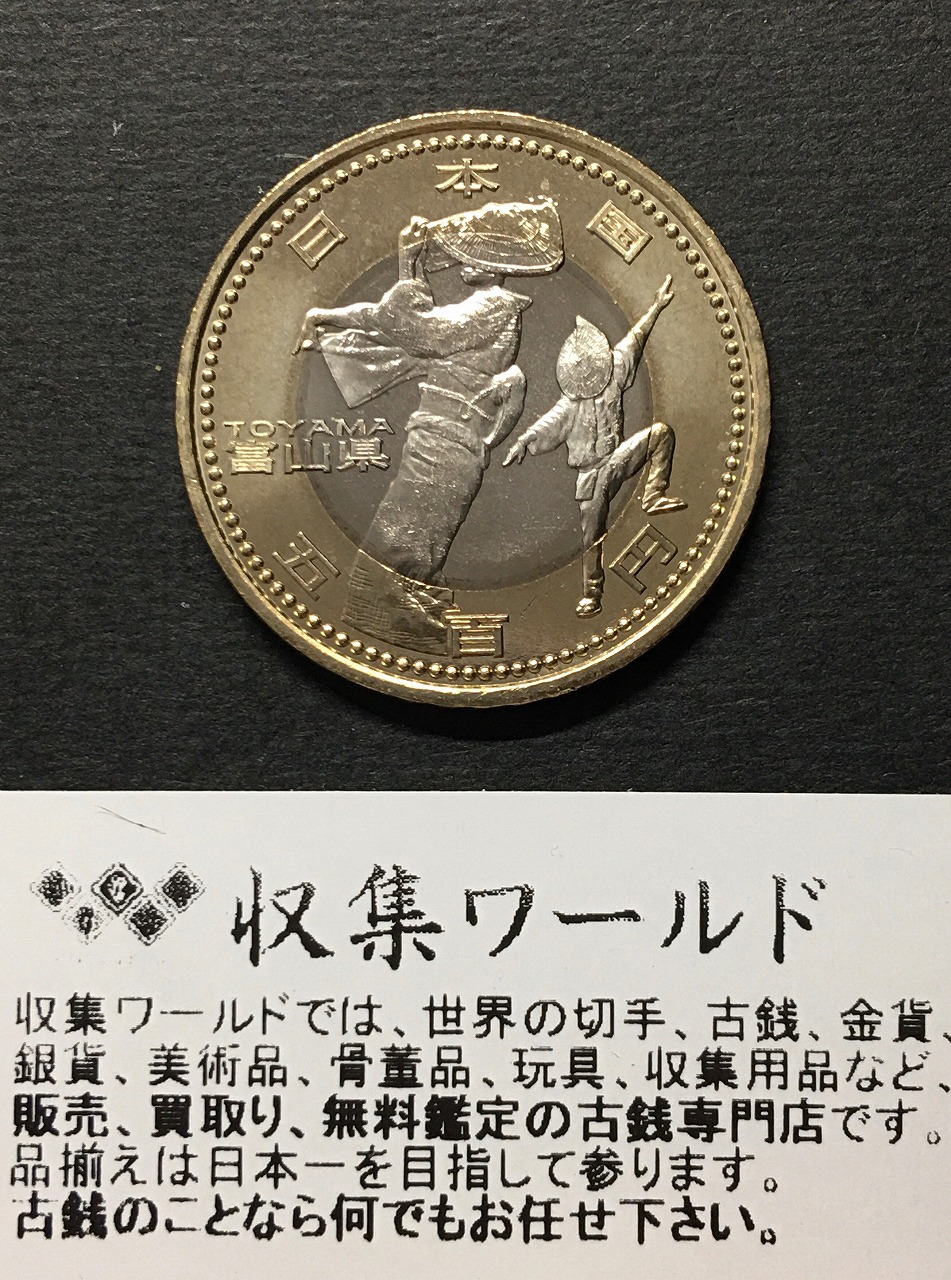 日本国
TOYAMA
富山県
五百円
収集ワールド
収集ワールドでは、世界の切手、古銭、金貨、
銀貨、美術品、骨董品、玩具、収集用品など、
販売、買取り、無料鑑定の古銭専門店です。
品揃えは日本一を目指して参ります。
古銭のことなら何でもお任せ下さい。